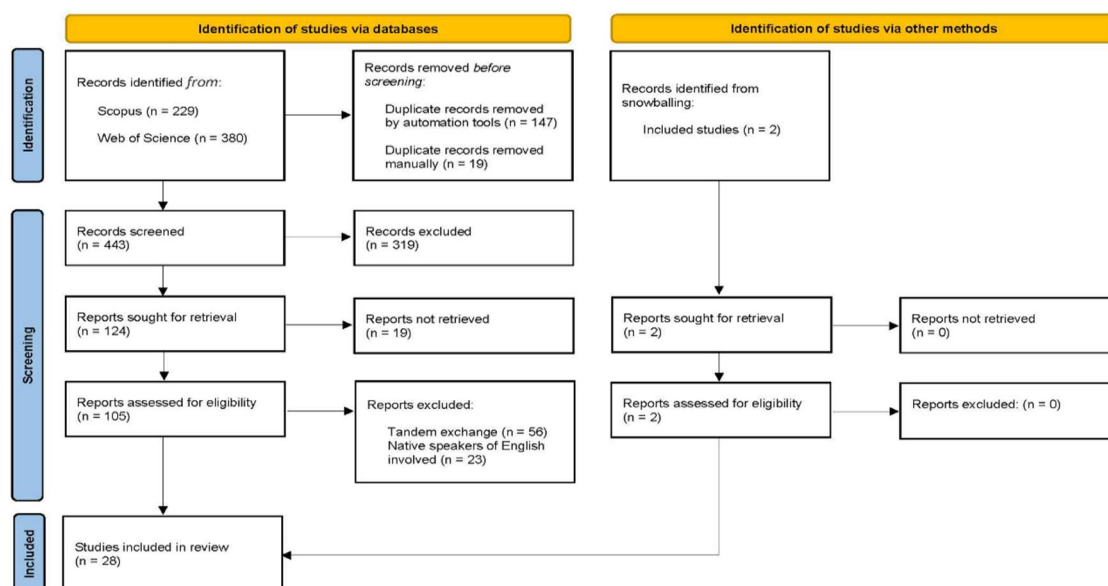 Identification of studies via databases
Identification of studies via other methods
Identification
Records identified from:
Scopus (n = 229)
Web of Science (n = 380)
Records removed before
screening:
Duplicate records removed
by automation tools (n = 147)
Duplicate records removed
manually (n = 19)
Records identified from
snowballing:
Included studies (n = 2)
Screening
Records screened
(n = 443)
Records excluded
(n = 319)
Reports sought for retrieval
(n = 124)
Reports not retrieved
(n = 19)
Reports sought for retrieval
(n = 2)
Reports not retrieved
(n = 0)
Reports assessed for eligibility
(n = 105)
Reports excluded:
Tandem exchange (n = 56)
Native speakers of English
involved (n = 23)
Reports assessed for eligibility
(n = 2)
Reports excluded: (n = 0)
Included
Studies included in review
(n = 28)